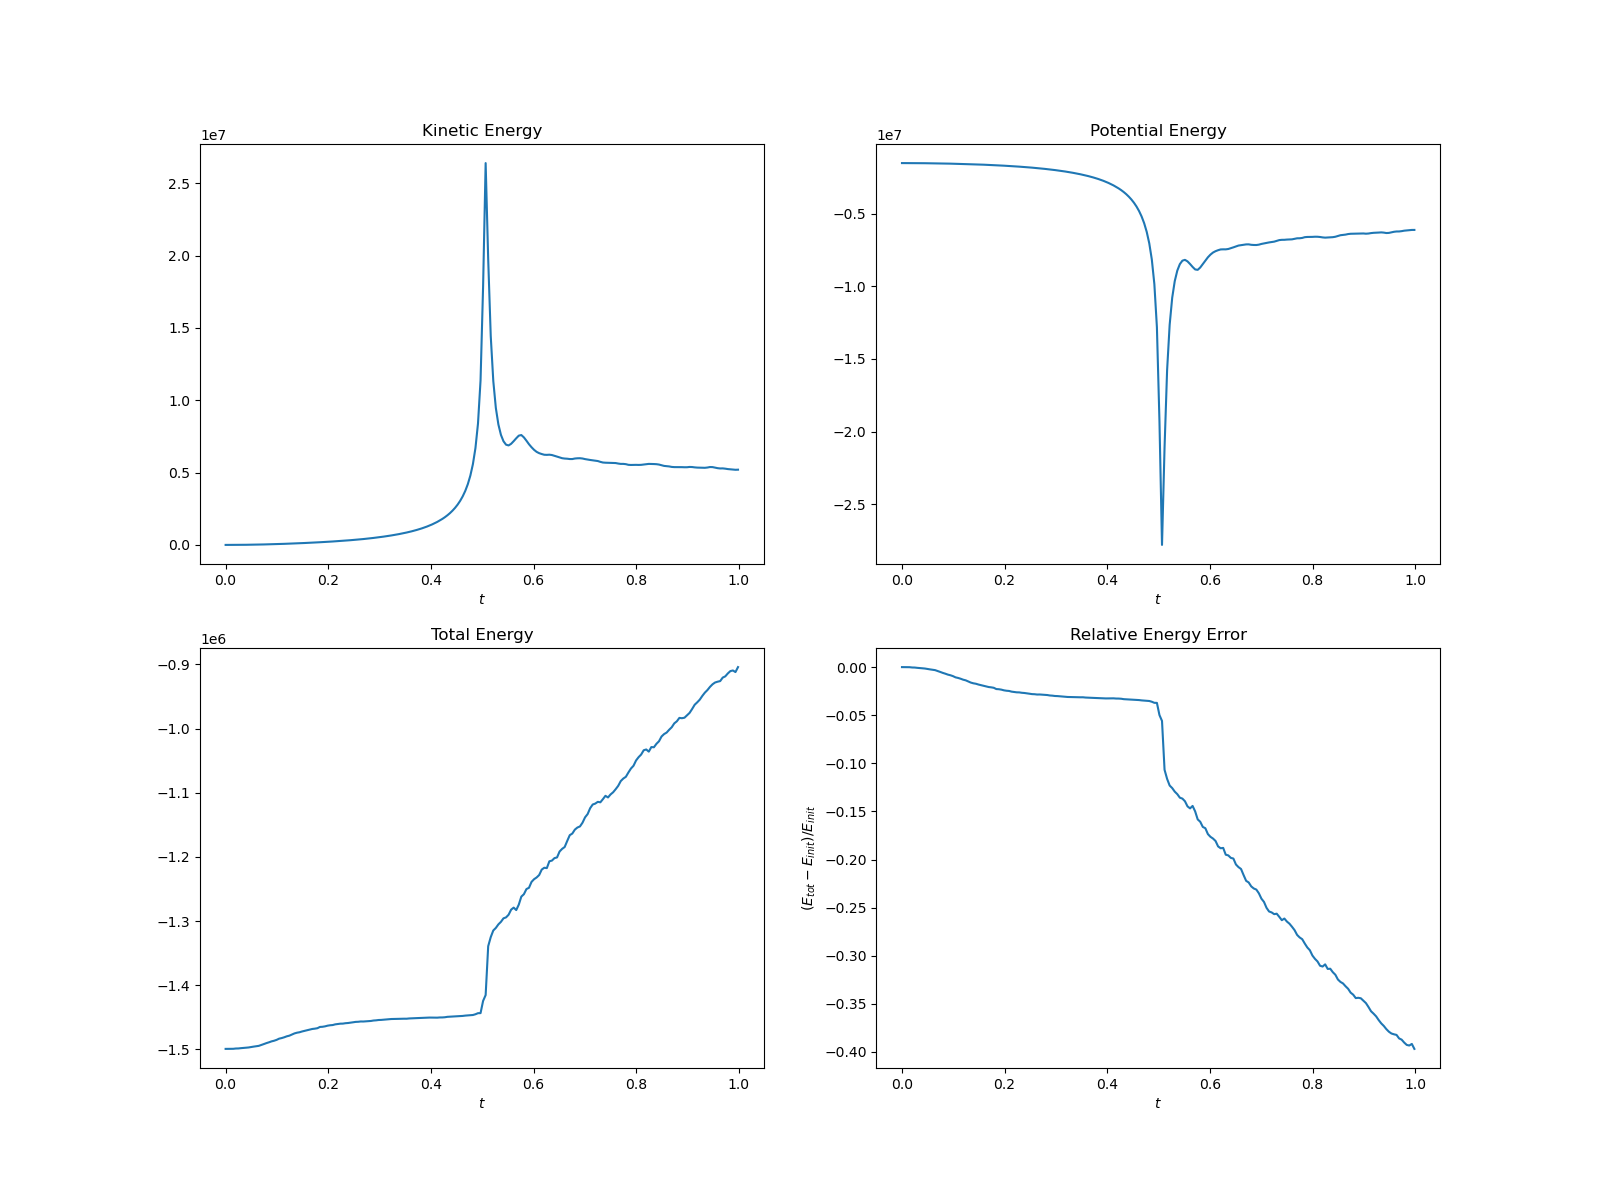 Kinetic Energy
1e7
2.5
2.0
1.5
1.0
0.5
0.0
0.0 0.2 0.4 0.6 0.8 1.0
t
Potential Energy
1e7
−0.5
−1.0
−1.5
−2.0
−2.5
0.0 0.2 0.4 0.6 0.8 1.0
t
Total Energy
1e6
−0.9
−1.0
−1.1
−1.2
−1.3
−1.4
−1.5
0.0 0.2 0.4 0.6 0.8 1.0
t
Relative Energy Error
(E_{tot} − E_{init})/E_{init}
0.00
−0.05
−0.10
−0.15
−0.20
−0.25
−0.30
−0.35
−0.40
0.0 0.2 0.4 0.6 0.8 1.0
t